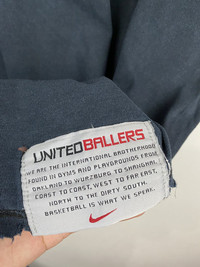 UNITEDBALLERS
WE ARE THE INTERNATIONAL BROTHERHOOD
FOUND IN GYMS AND PLAYGROUNDS FROM
OAKLAND TO WURZBURG TO SHANGHAI.
COAST TO COAST, WEST TO FAR EAST,
NORTH TO THE DIRTY SOUTH.
BASKETBALL IS WHAT WE SPEAK.